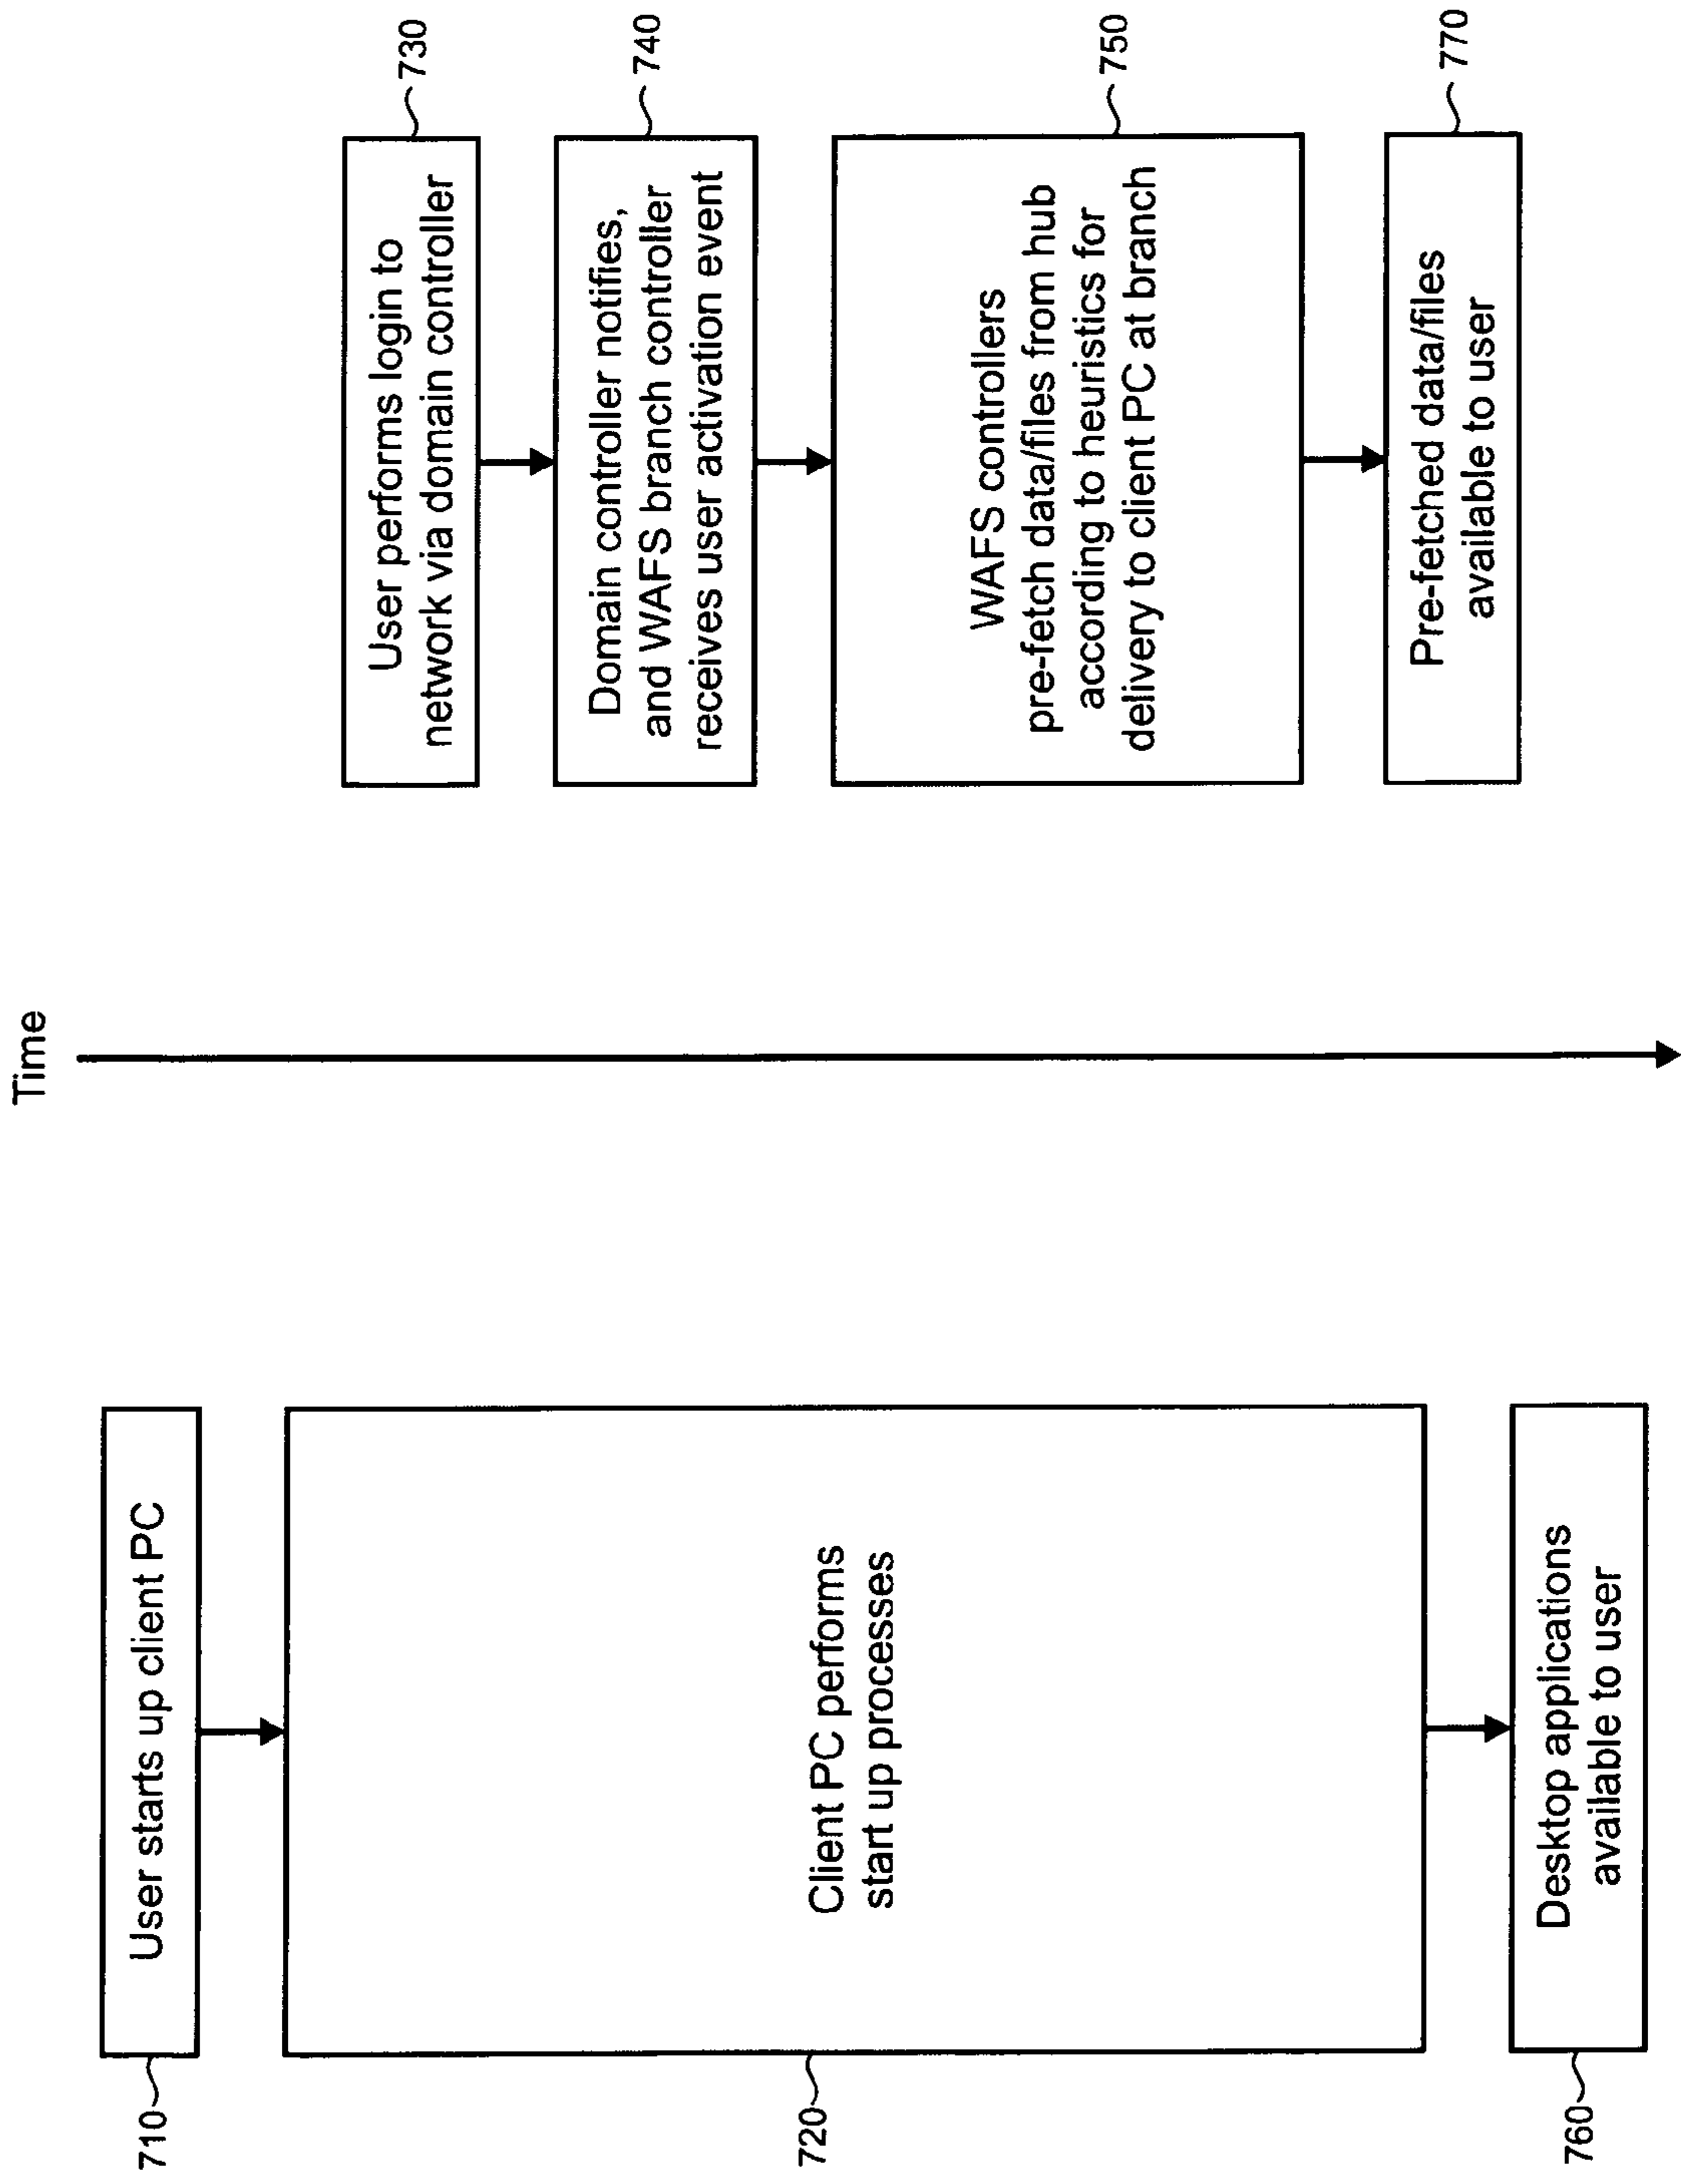 Time
710
User starts up client PC
720
Client PC performs
start up processes
760
Desktop applications
available to user
730
User performs login to
network via domain controller
740
Domain controller notifies,
and WAFS branch controller
receives user activation event
750
WAFS controllers
pre-fetch data/files from hub
according to heuristics for
delivery to client PC at branch
770
Pre-fetched data/files
available to user